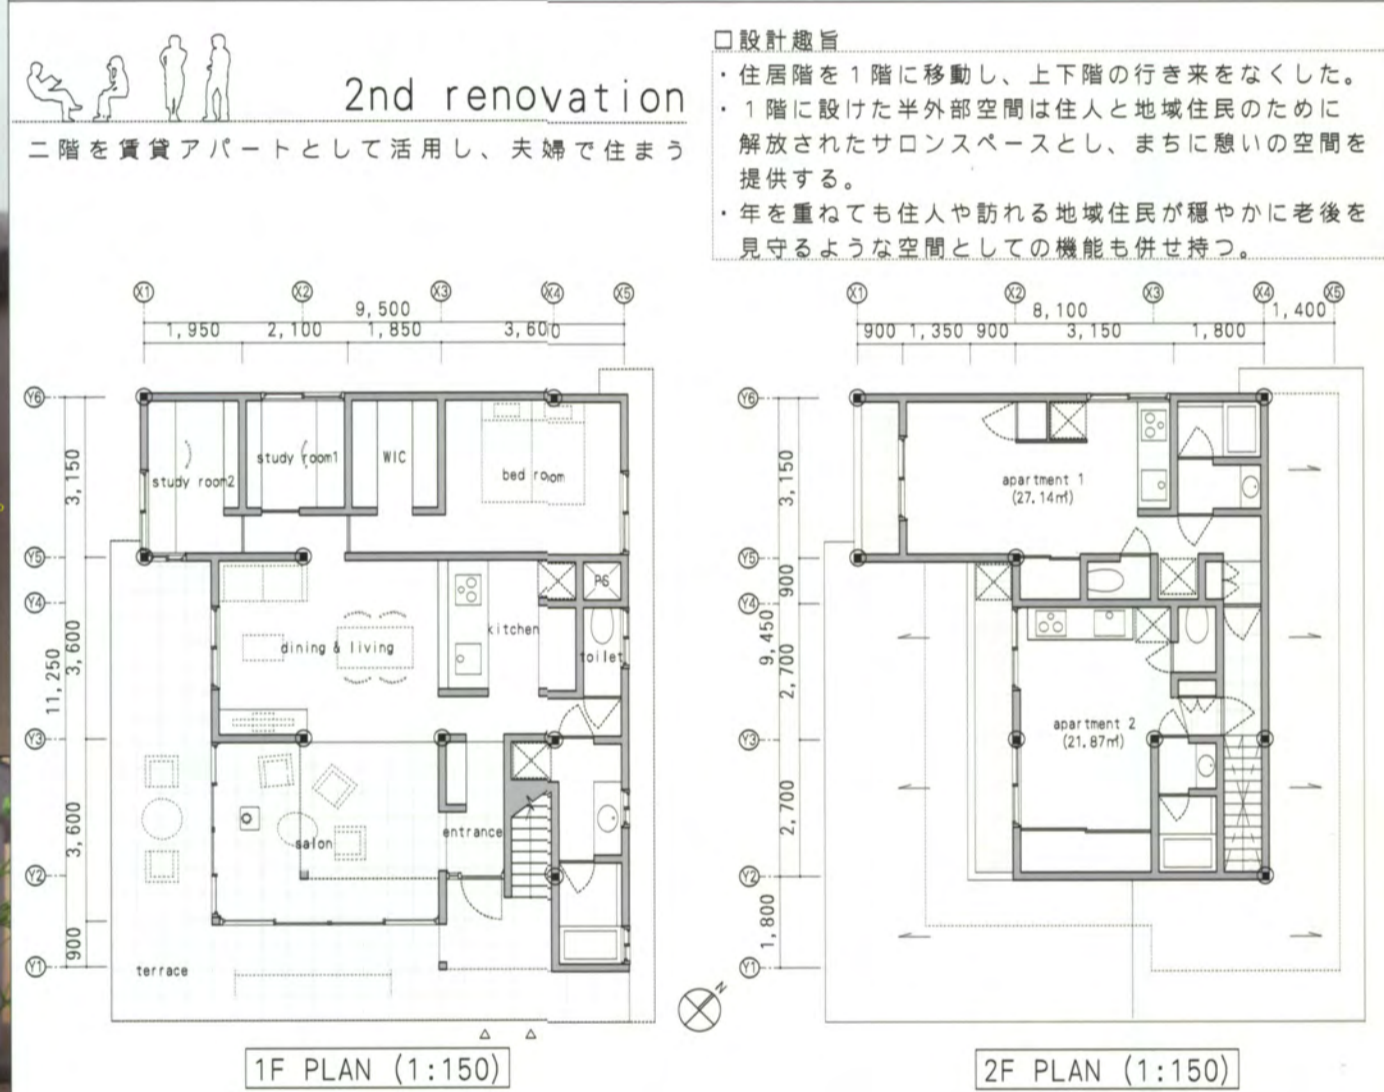 2nd renovation
二階を賃貸アパートとして活用し、夫婦で住まう
□設計趣旨
・住居階を1階に移動し、上下階の行き来をなくした。
・1階に設けた半外部空間は住人と地域住民のために
解放されたサロンスペースとし、まちに憩いの空間を
提供する。
・年を重ねても住人や訪れる地域住民が穏やかに老後を
見守るような空間としての機能も併せ持つ。
X1 X2 X3 X4 X5
9,500
1,950 2,100 1,850 3,600
Y6
Y5
Y4
Y3
Y2
Y1
3,150
3,600
11,250
3,600
900
study room2
study room1
WIC
bed room
PS
dining & living
kitchen
toilet
salon
entrance
terrace
N
1F PLAN (1:150)
X1 X2 X3 X4 X5
8,100 1,400
900 1,350 900 3,150 1,800
Y6
Y5
Y4
Y3
Y2
Y1
3,150
900
9,450
2,700
2,700
1,800
apartment 1
(27.14㎡)
apartment 2
(21.87㎡)
2F PLAN (1:150)